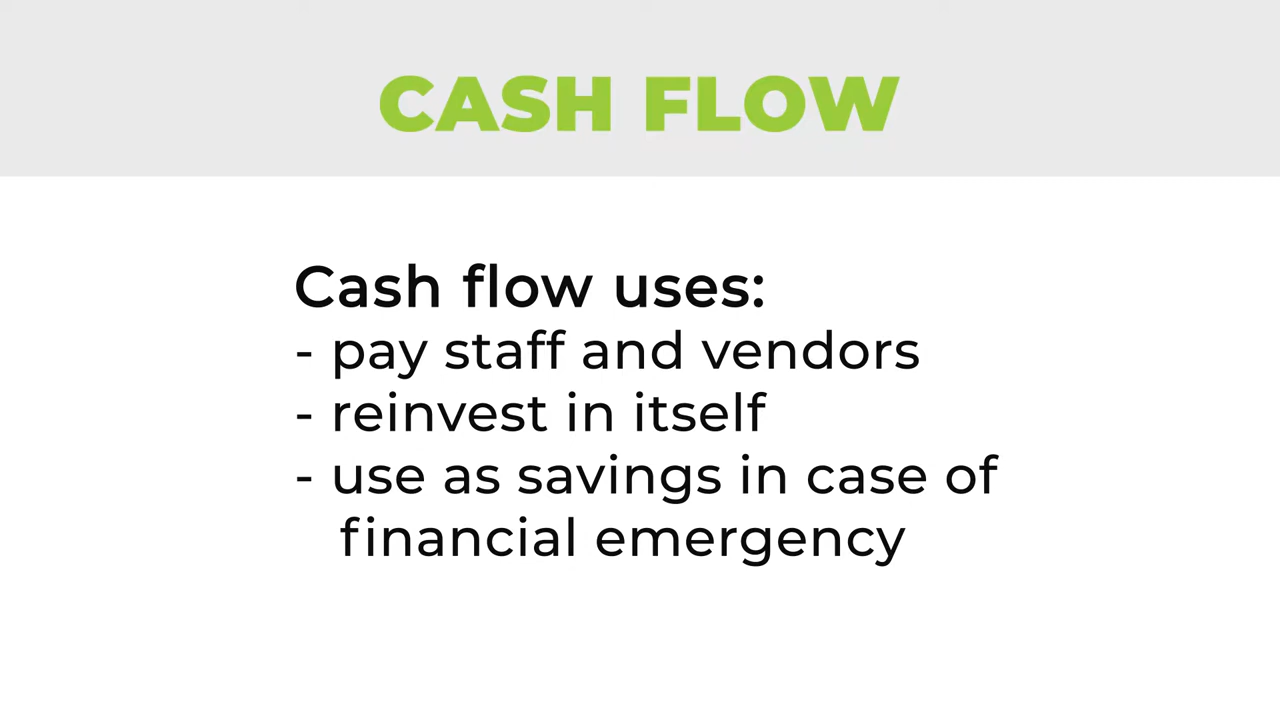 CASH FLOW
Cash flow uses:
- pay staff and vendors
- reinvest in itself
- use as savings in case of
financial emergency